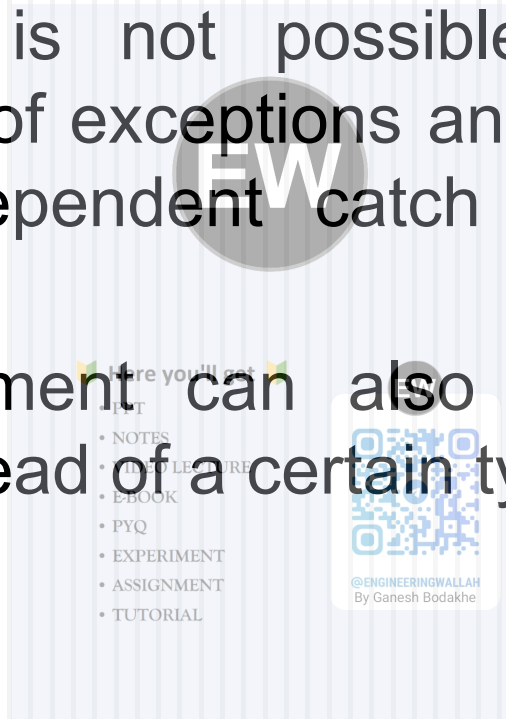 is not possible
of exceptions an
ependent catch
EW
ment can also
ead of a certain ty
Here you'll get
• PPT
• NOTES
• VIDEO LECTURE
• E-BOOK
• PYQ
• EXPERIMENT
• ASSIGNMENT
• TUTORIAL
EW
@ENGINEERINGWALLAH
By Ganesh Bodakhe